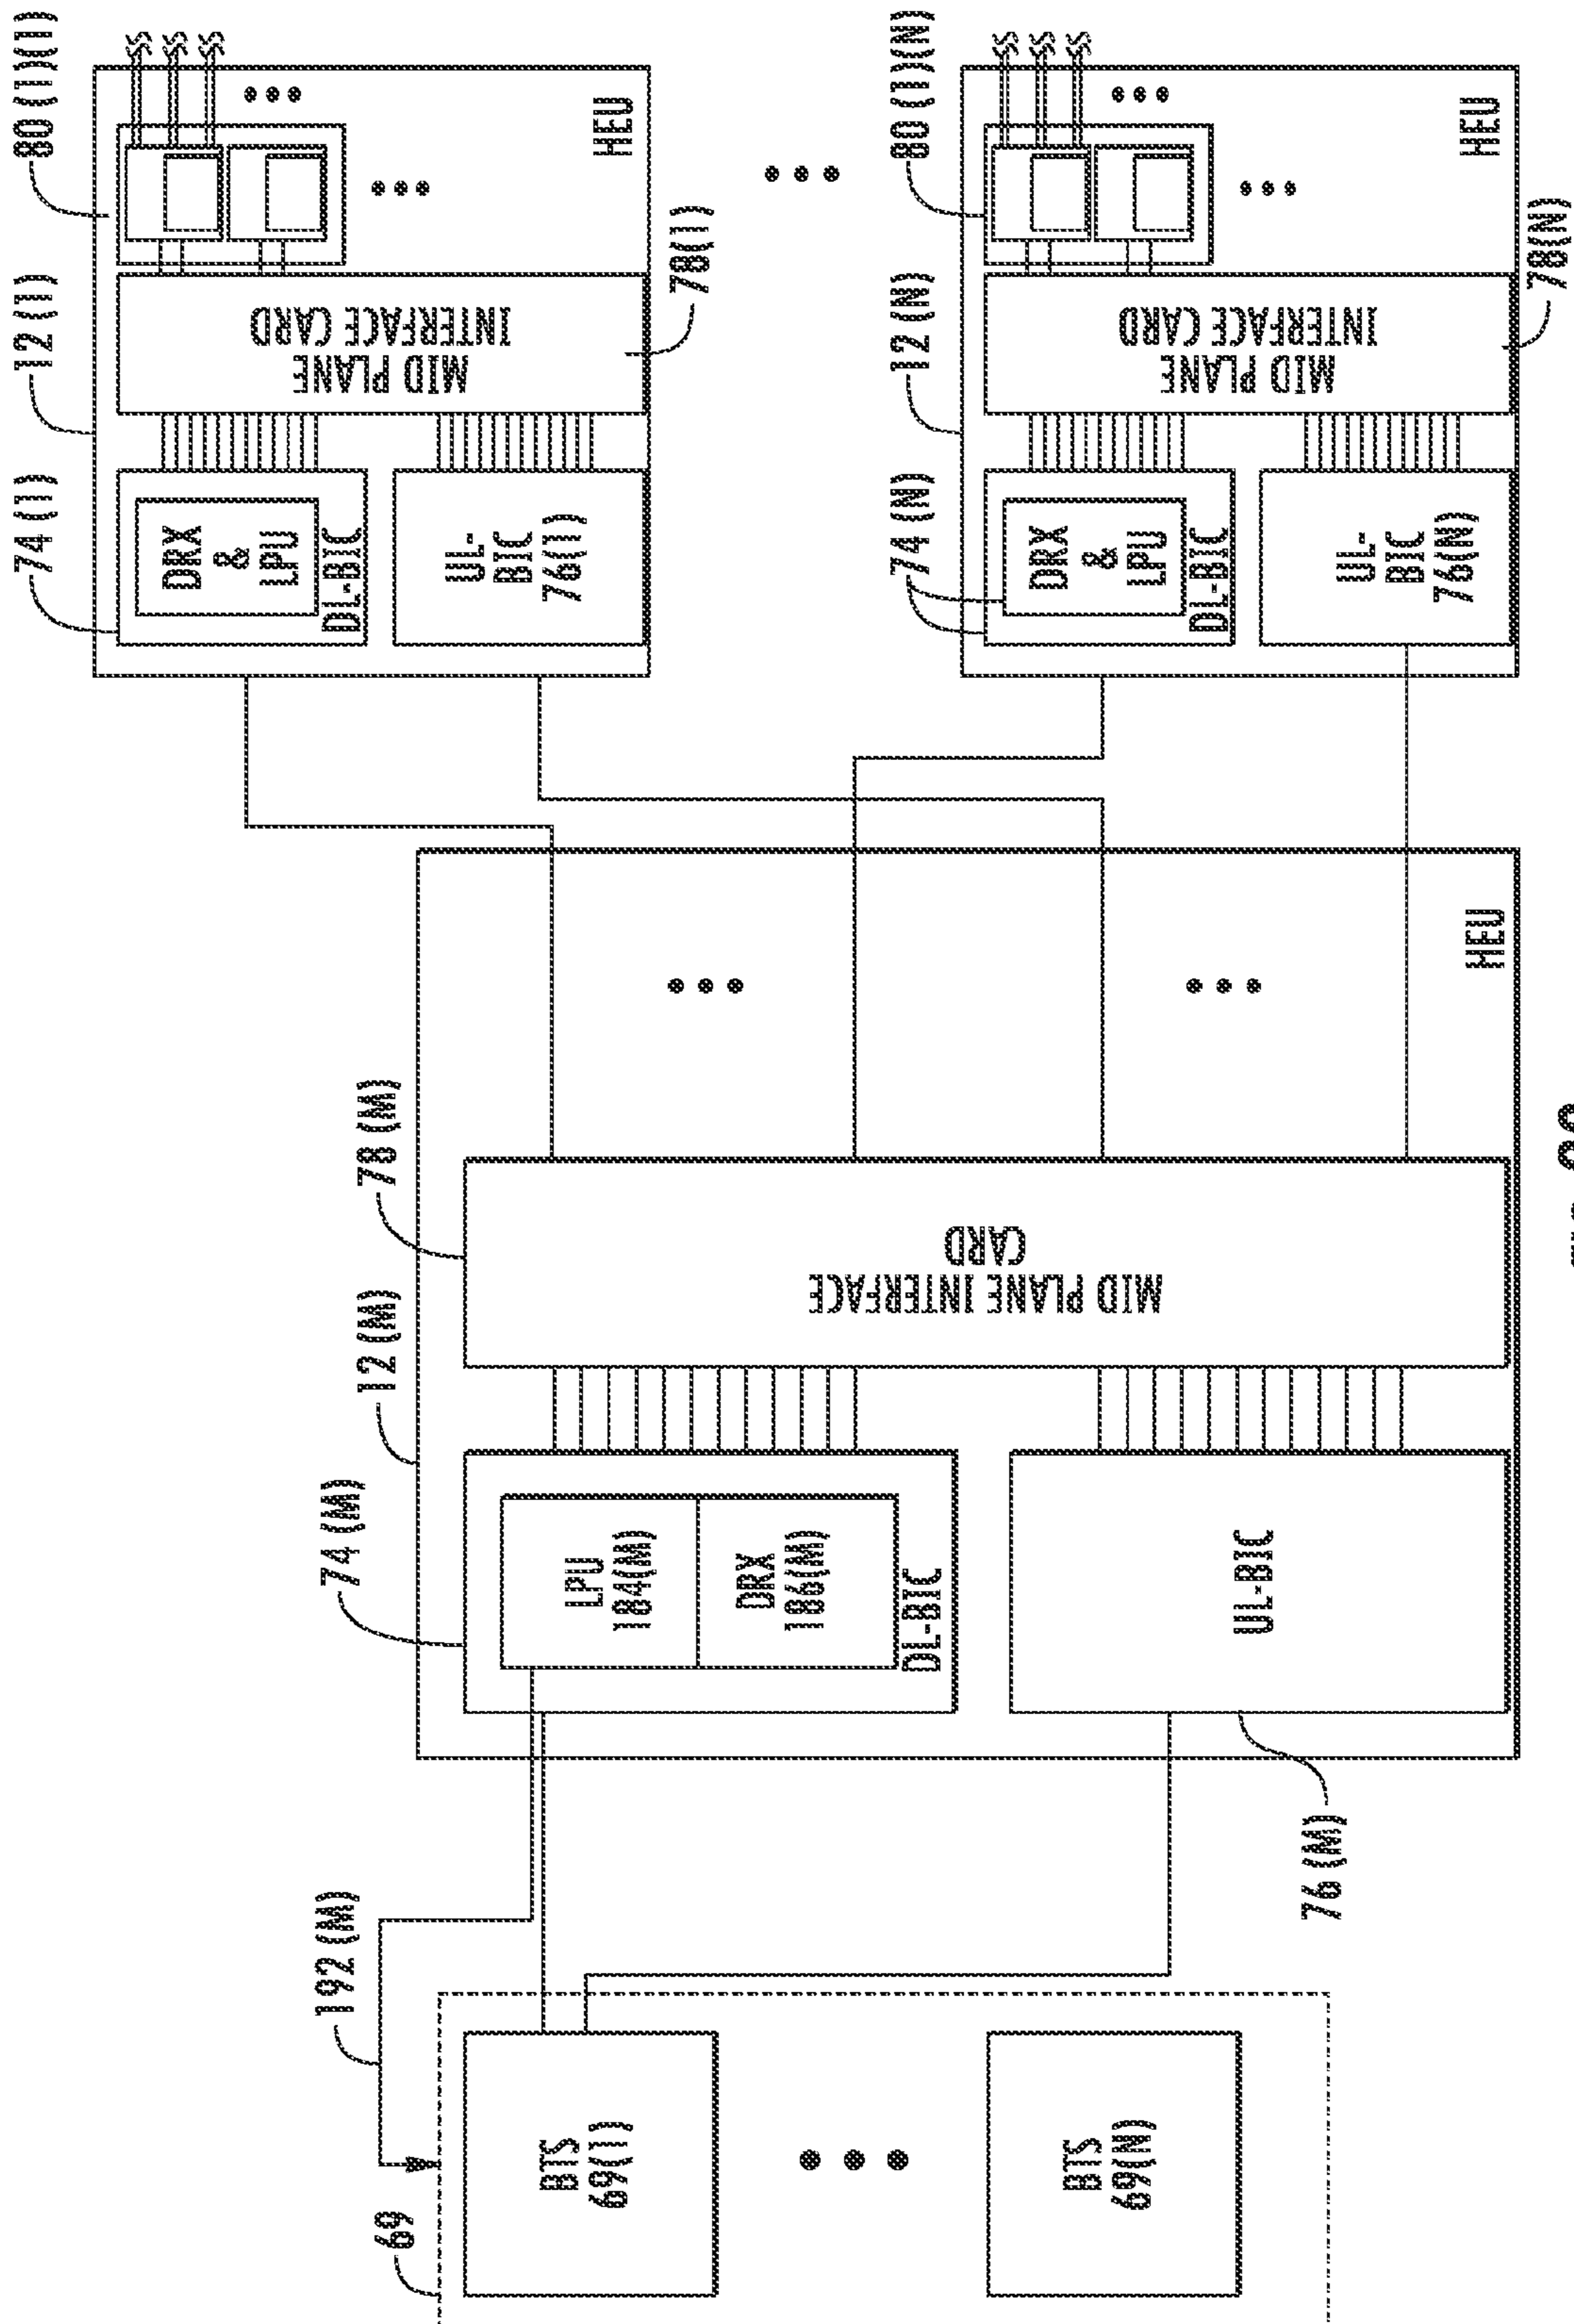 80 (1)(1)
12 (1)
74 (1)
DRX
&
LPU
DL-BIC
UL-
BIC
76(1)
MID PLANE
INTERFACE CARD
78(1)
HEU
80 (1)(N)
12 (N)
74 (N)
DRX
&
LPU
DL-BIC
UL-
BIC
76(N)
MID PLANE
INTERFACE CARD
78(N)
HEU
78 (M)
12 (M)
74 (M)
LPU
184(M)
DRX
186(M)
DL-BIC
UL-BIC
76 (M)
MID PLANE INTERFACE
CARD
HEU
192 (M)
69
BTS
69(1)
BTS
69(N)